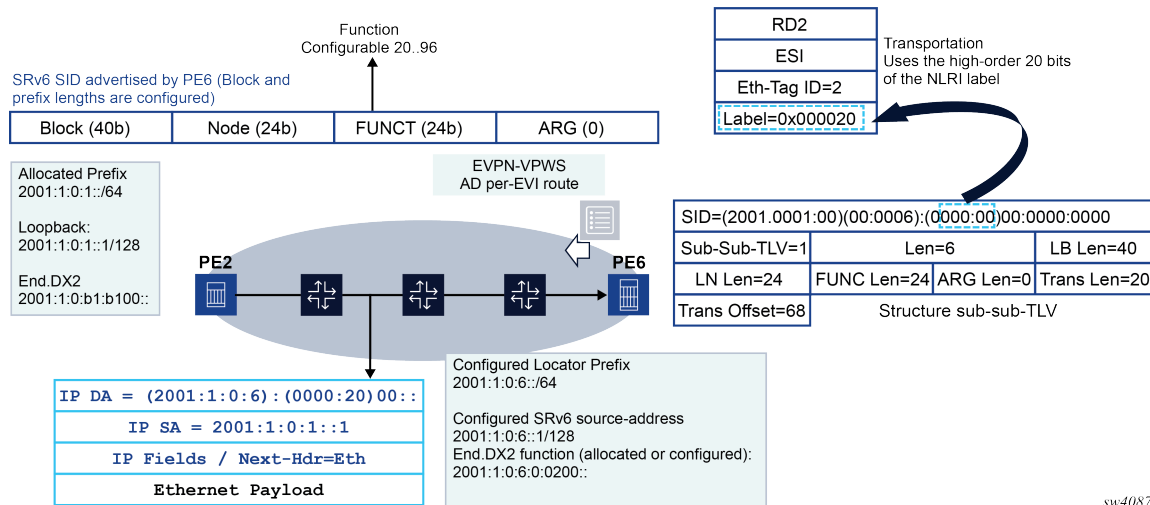 Function
Configurable 20..96
SRv6 SID advertised by PE6 (Block and
prefix lengths are configured)
Block (40b)
Node (24b)
FUNCT (24b)
ARG (0)
RD2
ESI
Eth-Tag ID=2
Label=0x000020
Transportation
Uses the high-order 20 bits
of the NLRI label
Allocated Prefix
2001:1:0:1::/64
Loopback:
2001:1:0:1::1/128
End.DX2
2001:1:0:b1:b100::
EVPN-VPWS
AD per-EVI route
PE2
PE6
SID=(2001.0001:00)(00:0006):(0000:00)00:0000:0000
Sub-Sub-TLV=1
Len=6
LB Len=40
LN Len=24
FUNC Len=24
ARG Len=0
Trans Len=20
Trans Offset=68
Structure sub-sub-TLV
IP DA = (2001:1:0:6):(0000:20)00::
IP SA = 2001:1:0:1::1
IP Fields / Next-Hdr=Eth
Ethernet Payload
Configured Locator Prefix
2001:1:0:6::/64
Configured SRv6 source-address
2001:1:0:6::1/128
End.DX2 function (allocated or configured):
2001:1:0:6:0:0200::
sw4087